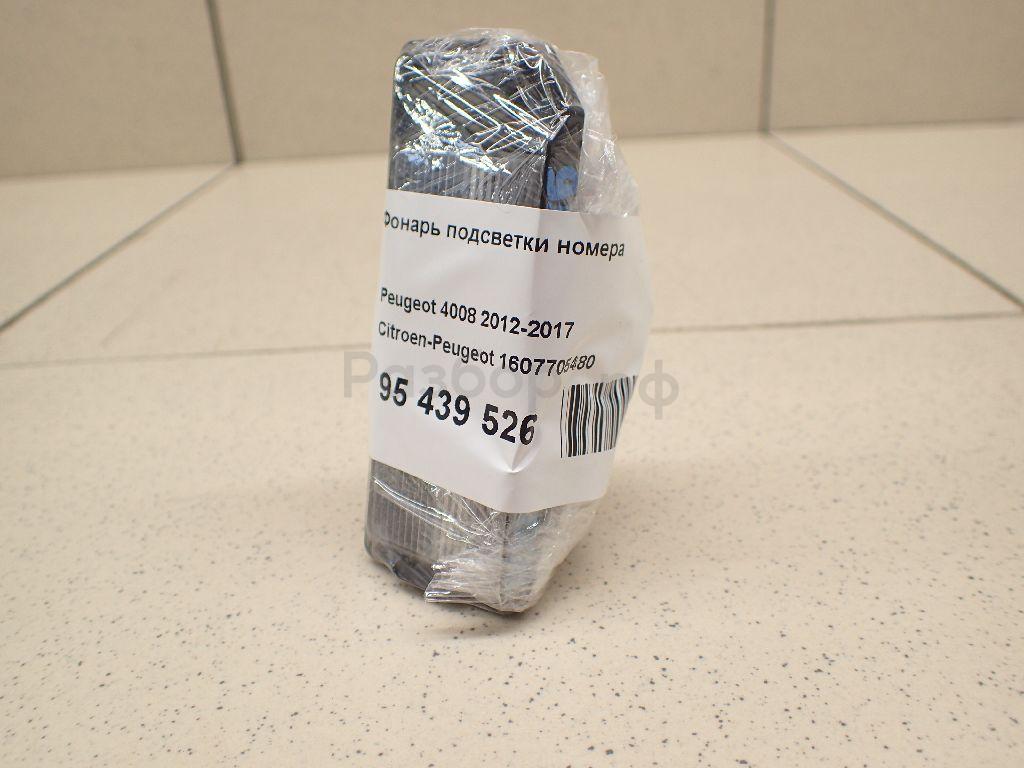 Фонарь подсветки номера
Peugeot 4008 2012-2017
Citroen-Peugeot 1607705480
95 439 526